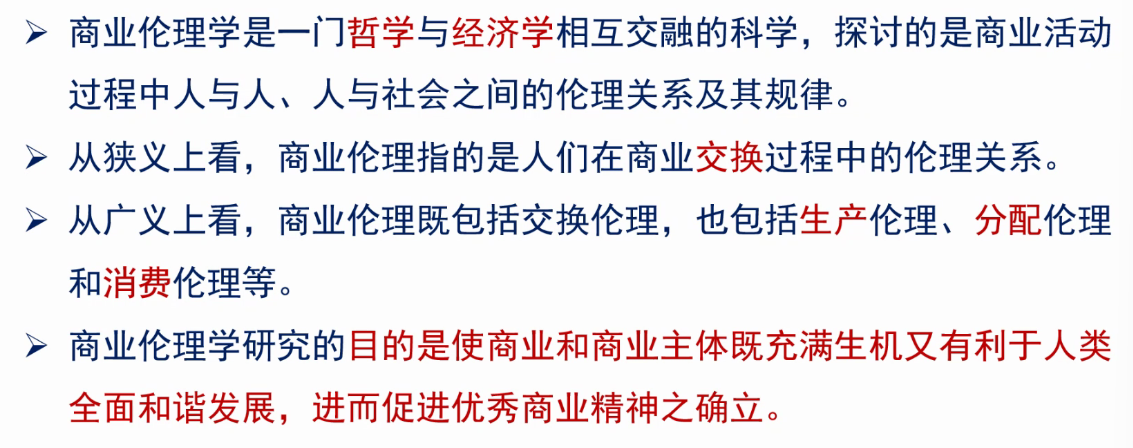 ➢ 商业伦理学是一门哲学与经济学相互交融的科学，探讨的是商业活动
过程中人与人、人与社会之间的伦理关系及其规律。
➢ 从狭义上看，商业伦理指的是人们在商业交换过程中的伦理关系。
➢ 从广义上看，商业伦理既包括交换伦理，也包括生产伦理、分配伦理
和消费伦理等。
➢ 商业伦理学研究的目的是使商业和商业主体既充满生机又有利于人类
全面和谐发展，进而促进优秀商业精神之确立。